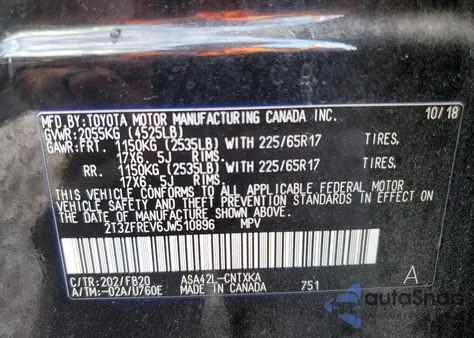 MFD.BY:TOYOTA MOTOR MANUFACTURING CANADA INC. 10/18
GVWR:2055KG (4525LB)
GAWR:FRT. 1150KG (2535LB) WITH 225/65R17 TIRES,
17X6. 5J RIMS.
RR. 1150KG (2535LB) WITH 225/65R17 TIRES,
17X6. 5J RIMS.
THIS VEHICLE CONFORMS TO ALL APPLICABLE FEDERAL MOTOR
VEHICLE SAFETY AND THEFT PREVENTION STANDARDS IN EFFECT ON
THE DATE OF MANUFACTURE SHOWN ABOVE.
2T3ZFREV6JW510896 MPV
C/TR:202/FB20 ASA42L-CNTXKA A
A/TM:-02A/U760E MADE IN CANADA 751
autoSnap